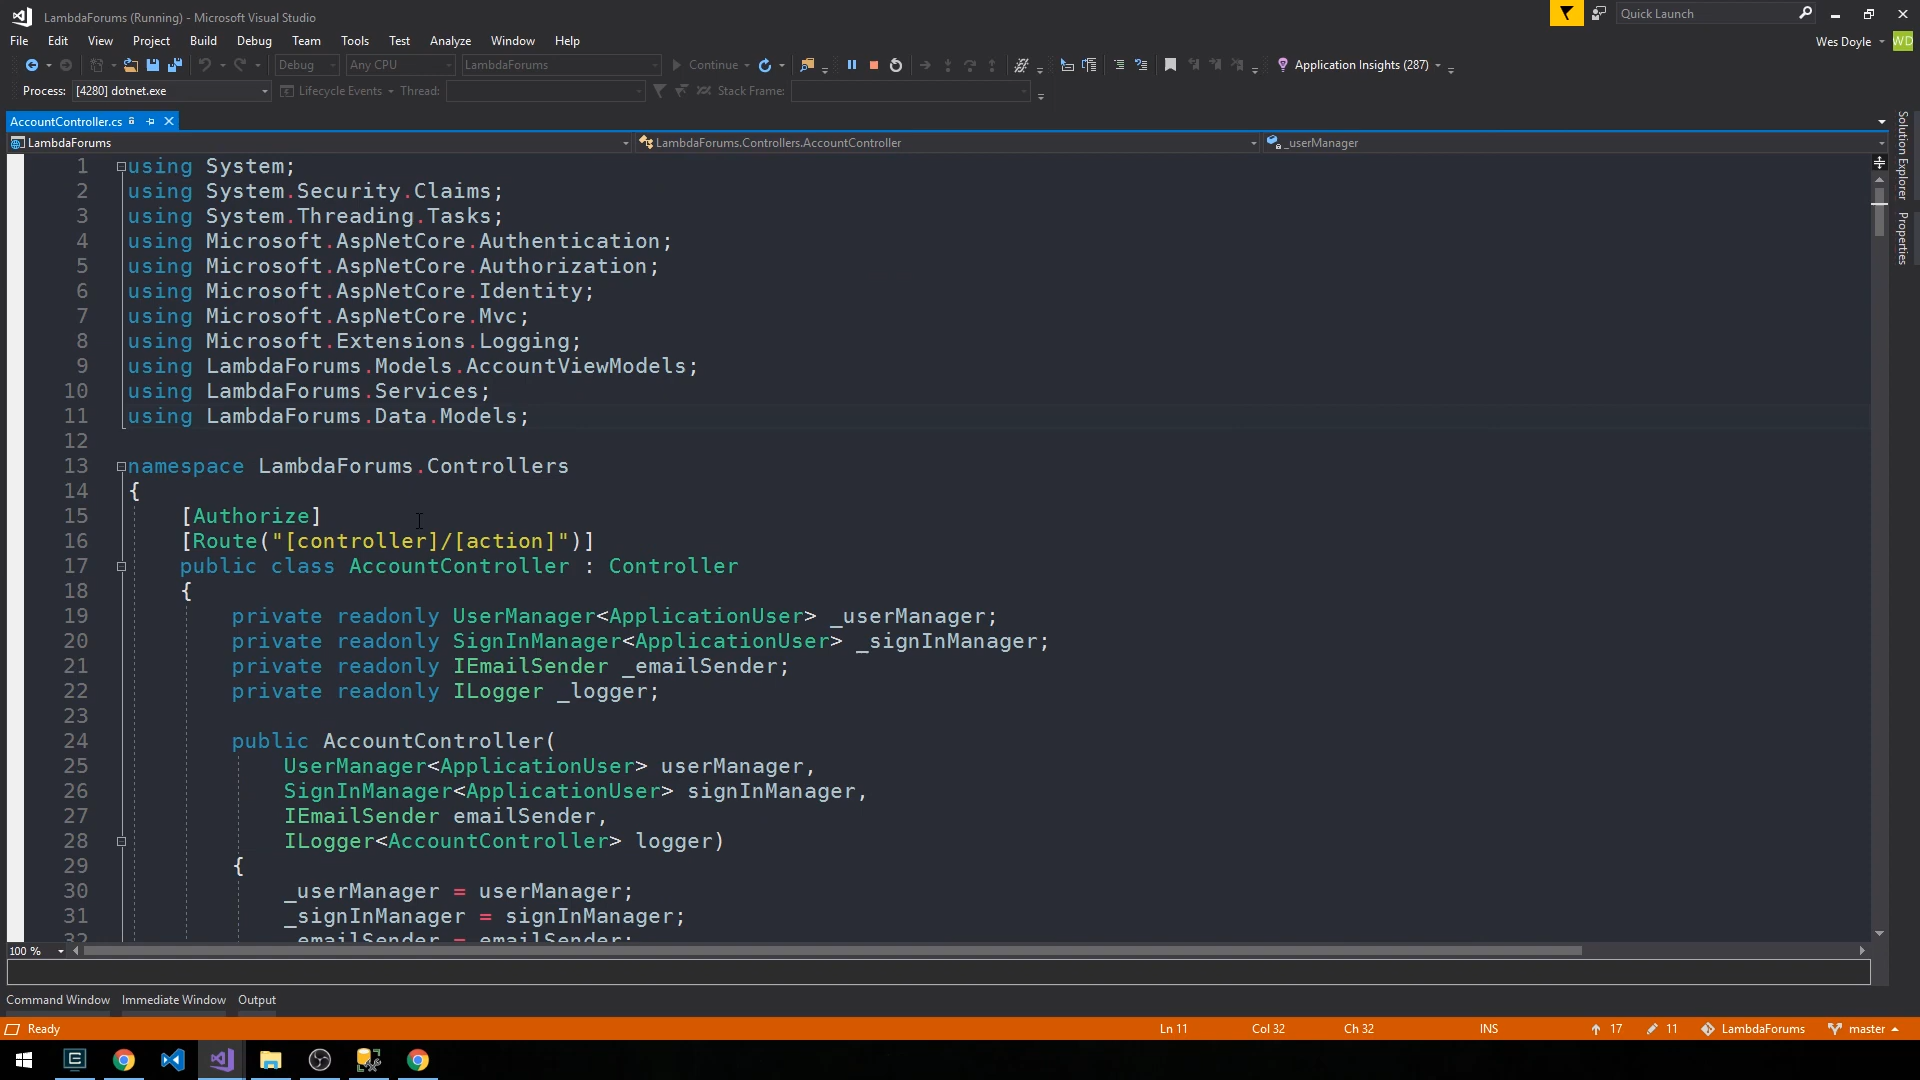 LambdaForums (Running) - Microsoft Visual Studio
Quick Launch
File Edit View Project Build Debug Team Tools Test Analyze Window Help
Wes Doyle WD
Debug Any CPU LambdaForums Continue Application Insights (287)
Process: [4280] dotnet.exe Lifecycle Events Thread: Stack Frame:
AccountController.cs
LambdaForums LambdaForums.Controllers.AccountController _userManager
1 using System;
2 using System.Security.Claims;
3 using System.Threading.Tasks;
4 using Microsoft.AspNetCore.Authentication;
5 using Microsoft.AspNetCore.Authorization;
6 using Microsoft.AspNetCore.Identity;
7 using Microsoft.AspNetCore.Mvc;
8 using Microsoft.Extensions.Logging;
9 using LambdaForums.Models.AccountViewModels;
10 using LambdaForums.Services;
11 using LambdaForums.Data.Models;
12
13 namespace LambdaForums.Controllers
14 {
15 [Authorize]
16 [Route("[controller]/[action]")]
17 public class AccountController : Controller
18 {
19 private readonly UserManager<ApplicationUser> _userManager;
20 private readonly SignInManager<ApplicationUser> _signInManager;
21 private readonly IEmailSender _emailSender;
22 private readonly ILogger _logger;
23
24 public AccountController(
25 UserManager<ApplicationUser> userManager,
26 SignInManager<ApplicationUser> signInManager,
27 IEmailSender emailSender,
28 ILogger<AccountController> logger)
29 {
30 _userManager = userManager;
31 _signInManager = signInManager;
32 _emailSender = emailSender;
Solution Explorer
Properties
100 %
Command Window Immediate Window Output
Ready Ln 11 Col 32 Ch 32 INS 17 11 LambdaForums master